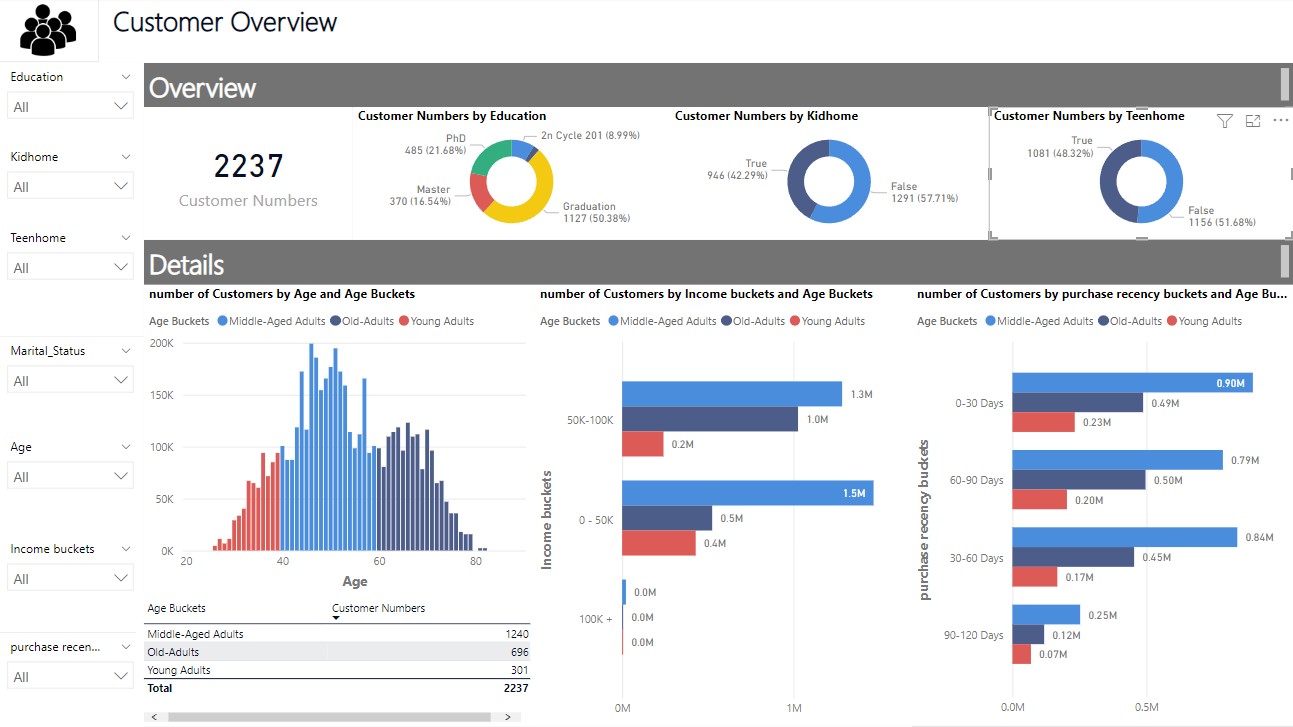 Customer Overview
Education
All
Kidhome
All
Teenhome
All
Marital_Status
All
Age
All
Income buckets
All
purchase recen...
All
Overview
2237
Customer Numbers
Customer Numbers by Education
PhD
485 (21.68%)
2n Cycle 201 (8.99%)
Master
370 (16.54%)
Graduation
1127 (50.38%)
Customer Numbers by Kidhome
True
946 (42.29%)
False
1291 (57.71%)
Customer Numbers by Teenhome
True
1081 (48.32%)
False
1156 (51.68%)
Details
number of Customers by Age and Age Buckets
Age Buckets Middle-Aged Adults Old-Adults Young Adults
200K
150K
100K
50K
0K
20 40 60 80
Age
Age Buckets Customer Numbers
Middle-Aged Adults 1240
Old-Adults 696
Young Adults 301
Total 2237
number of Customers by Income buckets and Age Buckets
Age Buckets Middle-Aged Adults Old-Adults Young Adults
Income buckets
50K-100K
1.3M
1.0M
0.2M
0 - 50K
1.5M
0.5M
0.4M
100K +
0.0M
0.0M
0.0M
0M 1M
number of Customers by purchase recency buckets and Age Bu...
Age Buckets Middle-Aged Adults Old-Adults Young Adults
purchase recency buckets
0-30 Days
0.90M
0.49M
0.23M
60-90 Days
0.79M
0.50M
0.20M
30-60 Days
0.84M
0.45M
0.17M
90-120 Days
0.25M
0.12M
0.07M
0.0M 0.5M